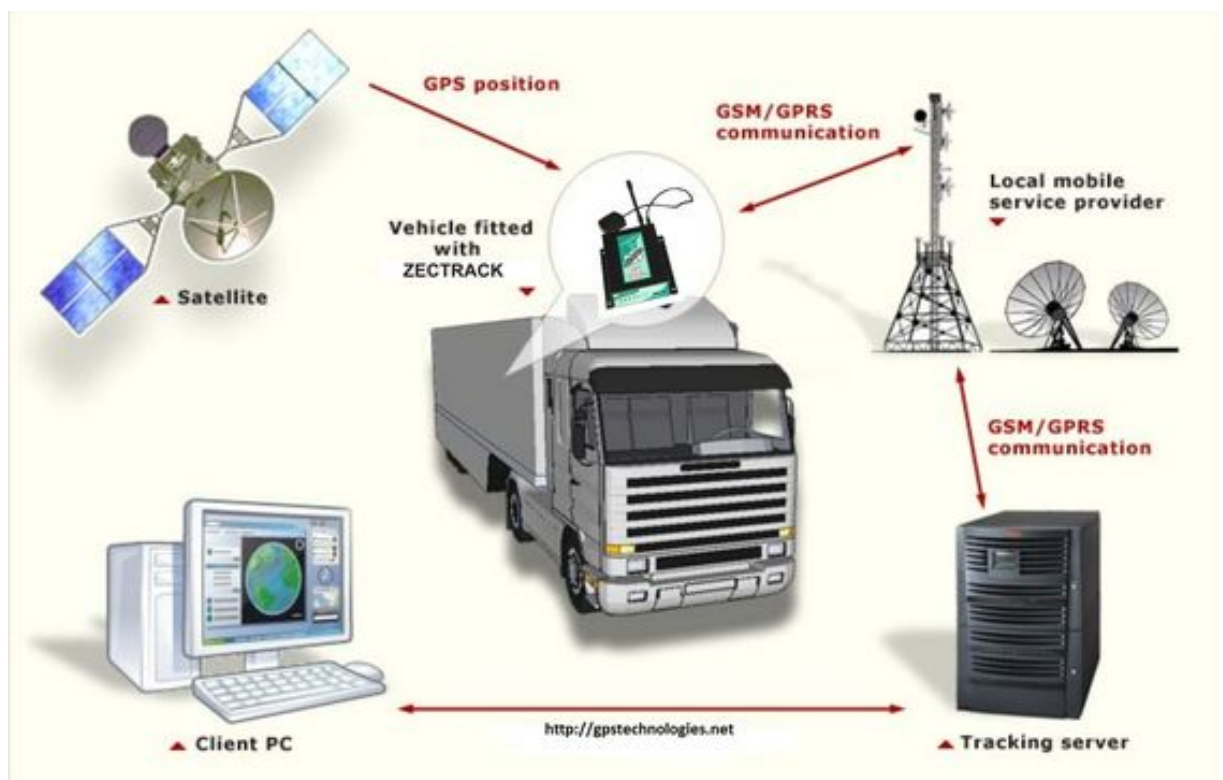 GPS position
GSM/GPRS
communication
Local mobile
service provider
Vehicle fitted
with
ZECTRACK
Satellite
GSM/GPRS
communication
http://gpstechnologies.net
Client PC
Tracking server